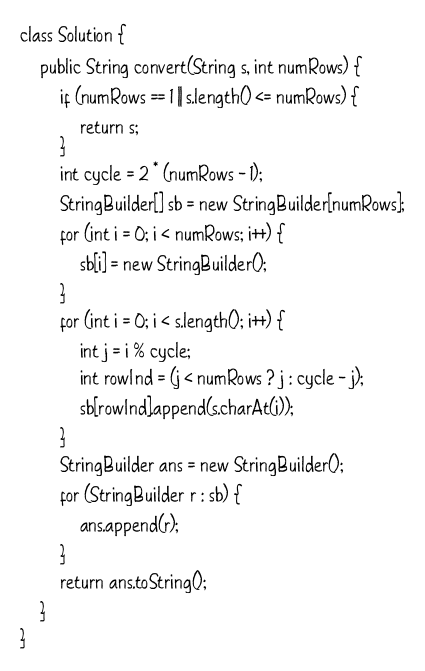 class Solution {
public String convert(String s, int numRows) {
if (numRows == 1 || s.length() <= numRows) {
return s;
}
int cycle = 2 * (numRows - 1);
StringBuilder[] sb = new StringBuilder[numRows];
for (int i = 0; i < numRows; i++) {
sb[i] = new StringBuilder();
}
for (int i = 0; i < s.length(); i++) {
int j = i % cycle;
int rowInd = (j < numRows ? j : cycle - j);
sb[rowInd].append(s.charAt(i));
}
StringBuilder ans = new StringBuilder();
for (StringBuilder r : sb) {
ans.append(r);
}
return ans.toString();
}
}